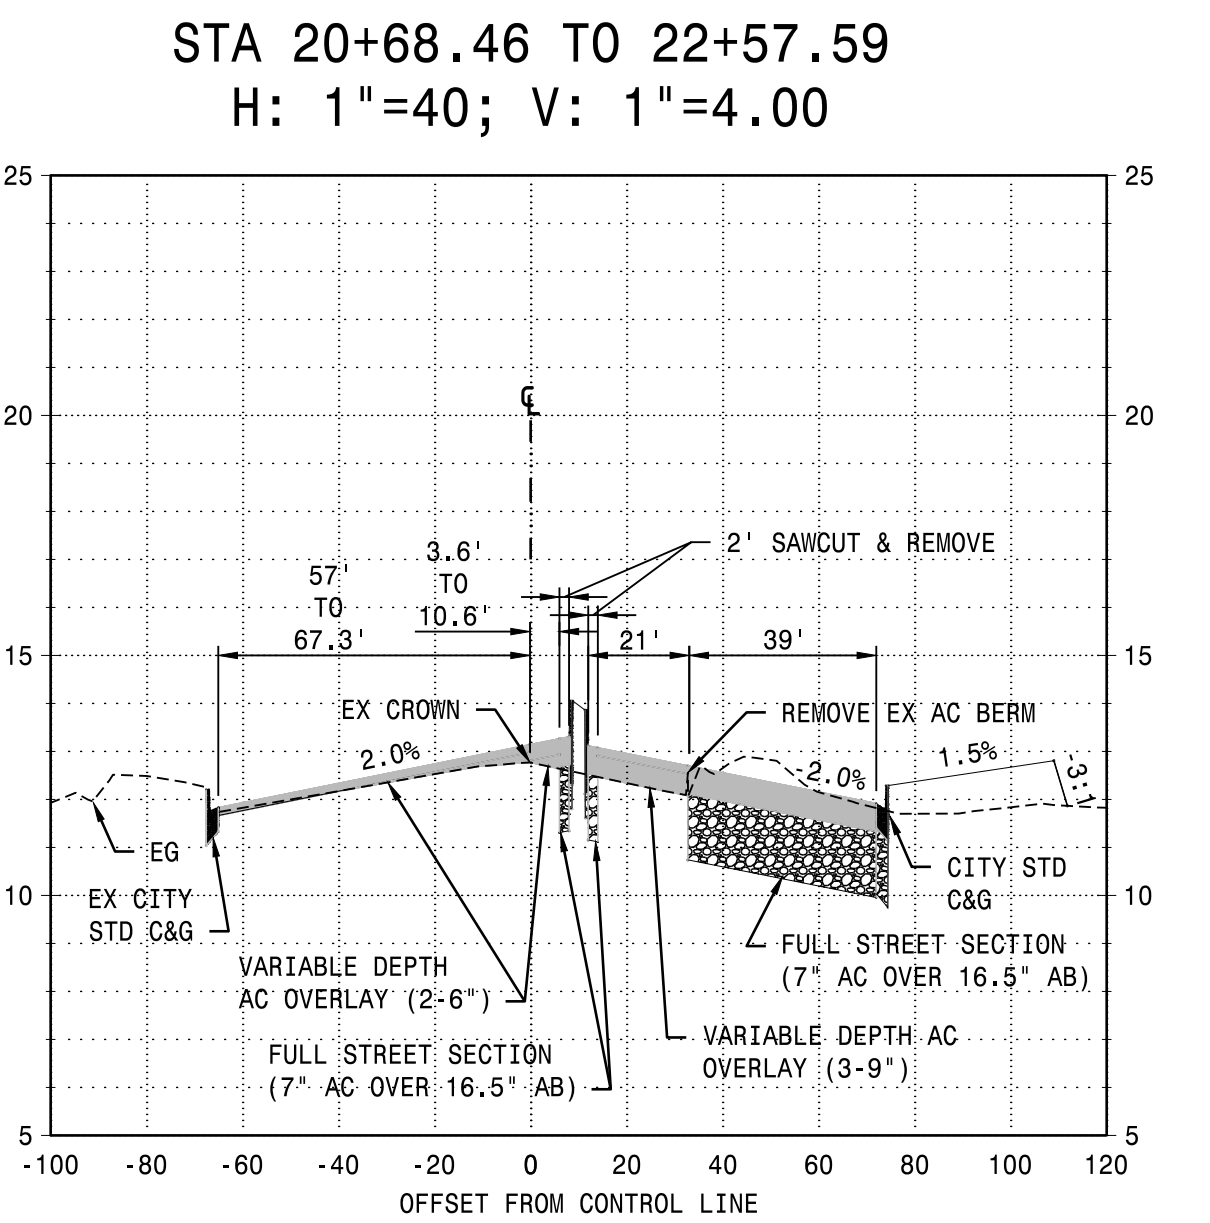 STA 20+68.46 TO 22+57.59
H: 1"=40; V: 1"=4.00
25
25
20
20
℄
2' SAWCUT & REMOVE
3.6'
TO
10.6'
57'
TO
67.3'
21'
39'
15
15
EX CROWN
REMOVE EX AC BERM
2.0%
-2.0%
1.5%
-3:1
EG
EX CITY
STD C&G
CITY STD
C&G
10
10
FULL STREET SECTION
(7" AC OVER 16.5" AB)
VARIABLE DEPTH
AC OVERLAY (2-6")
VARIABLE DEPTH AC
OVERLAY (3-9")
FULL STREET SECTION
(7" AC OVER 16.5" AB)
5
5
-100 -80 -60 -40 -20 0 20 40 60 80 100 120
OFFSET FROM CONTROL LINE